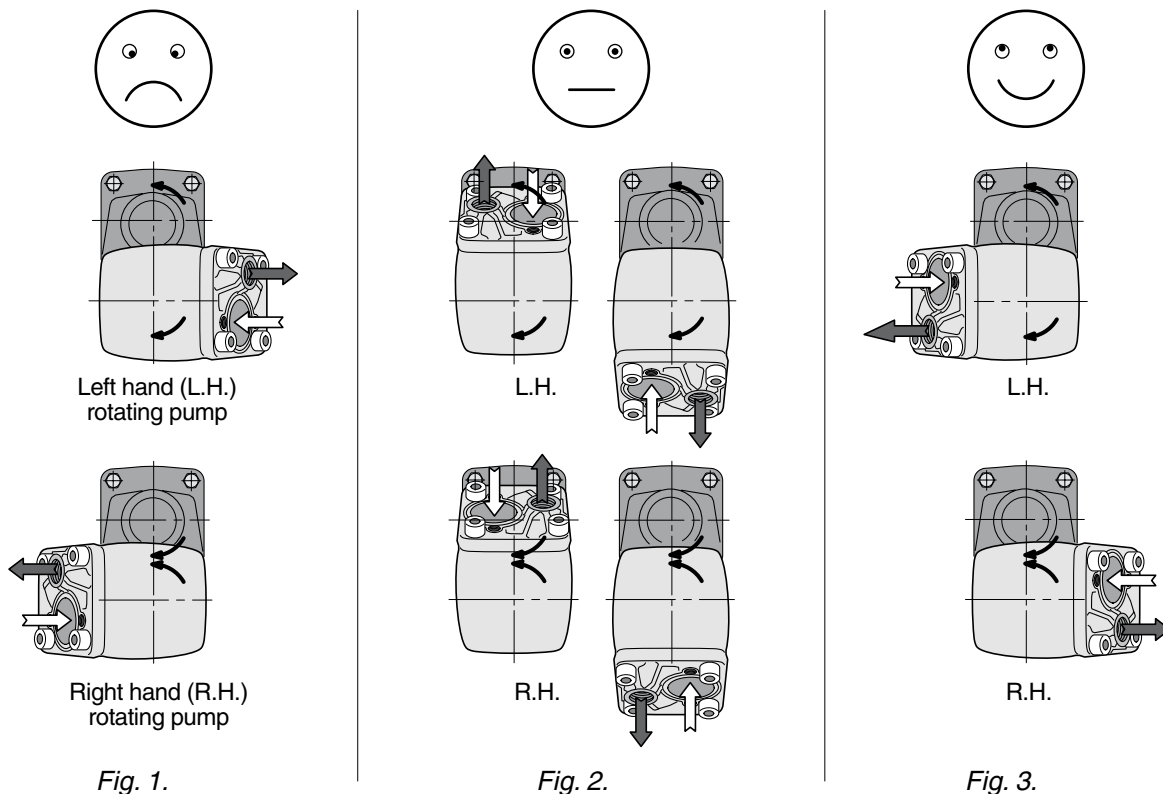 Left hand (L.H.)
rotating pump
Right hand (R.H.)
rotating pump
Fig. 1.
L.H.
R.H.
Fig. 2.
L.H.
R.H.
Fig. 3.